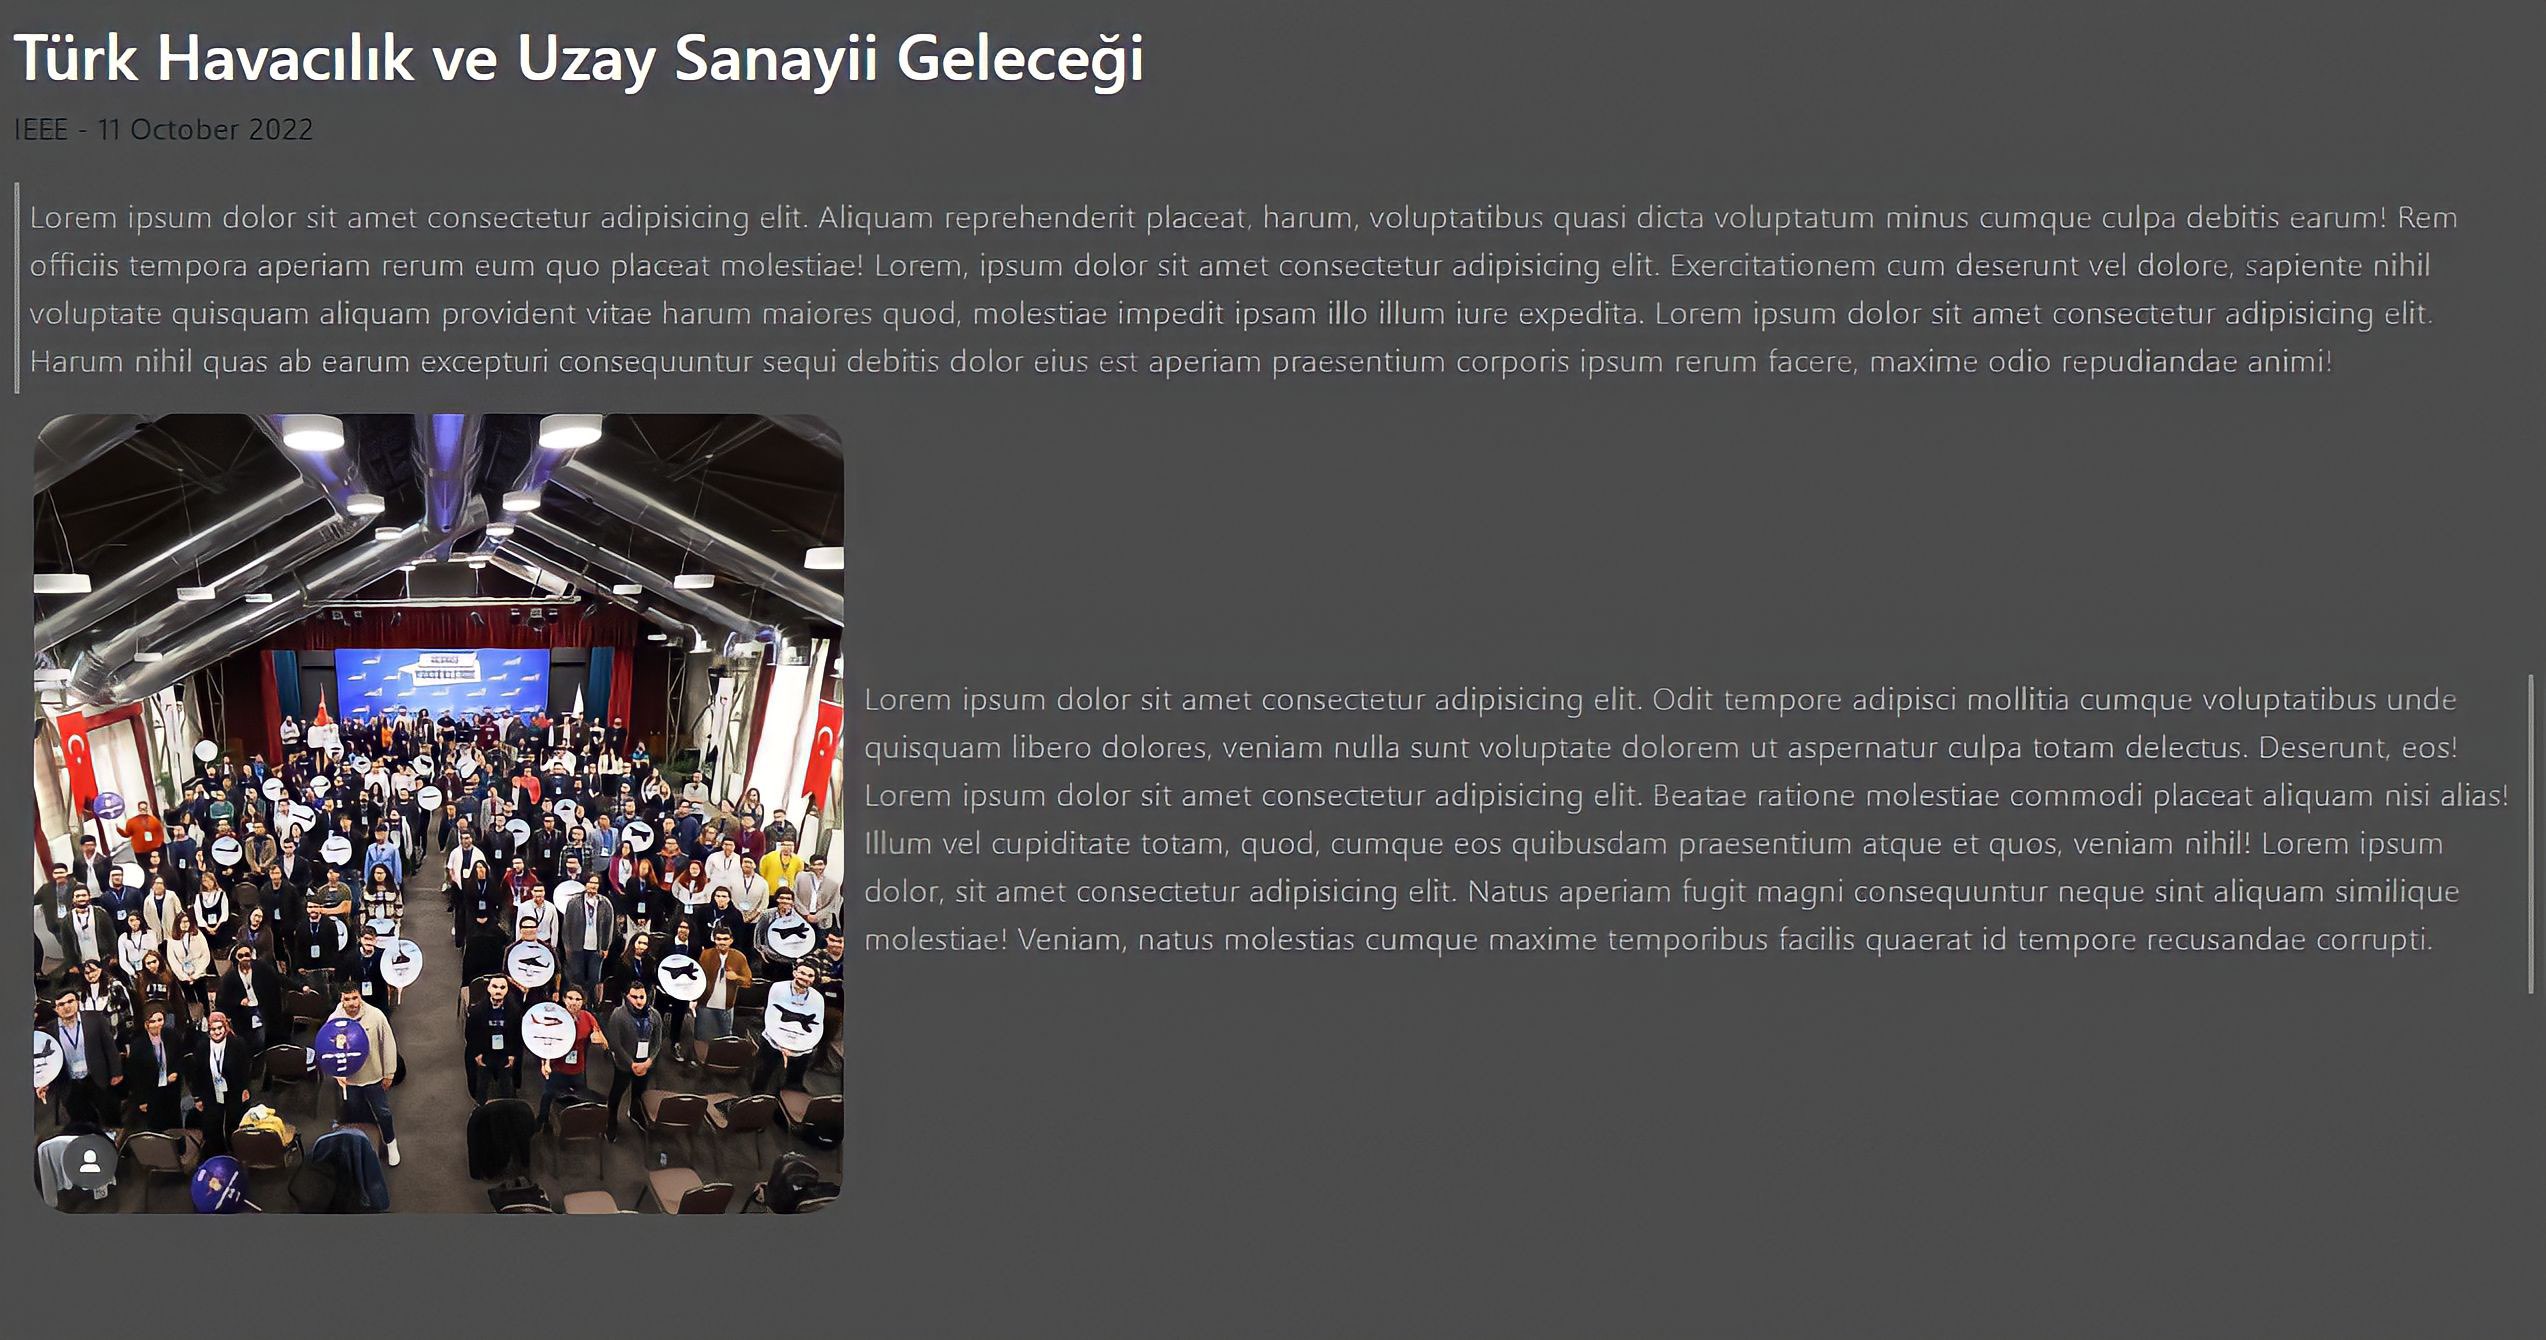 Türk Havacılık ve Uzay Sanayii Geleceği
IEEE - 11 October 2022
Lorem ipsum dolor sit amet consectetur adipisicing elit. Aliquam reprehenderit placeat, harum, voluptatibus quasi dicta voluptatum minus cumque culpa debitis earum! Rem
officiis tempora aperiam rerum eum quo placeat molestiae! Lorem, ipsum dolor sit amet consectetur adipisicing elit. Exercitationem cum deserunt vel dolore, sapiente nihil
voluptate quisquam aliquam provident vitae harum maiores quod, molestiae impedit ipsam illo illum iure expedita. Lorem ipsum dolor sit amet consectetur adipisicing elit.
Harum nihil quas ab earum excepturi consequuntur sequi debitis dolor eius est aperiam praesentium corporis ipsum rerum facere, maxime odio repudiandae animi!
Lorem ipsum dolor sit amet consectetur adipisicing elit. Odit tempore adipisci mollitia cumque voluptatibus unde
quisquam libero dolores, veniam nulla sunt voluptate dolorem ut aspernatur culpa totam delectus. Deserunt, eos!
Lorem ipsum dolor sit amet consectetur adipisicing elit. Beatae ratione molestiae commodi placeat aliquam nisi alias!
Illum vel cupiditate totam, quod, cumque eos quibusdam praesentium atque et quos, veniam nihil! Lorem ipsum
dolor, sit amet consectetur adipisicing elit. Natus aperiam fugit magni consequuntur neque sint aliquam similique
molestiae! Veniam, natus molestias cumque maxime temporibus facilis quaerat id tempore recusandae corrupti.